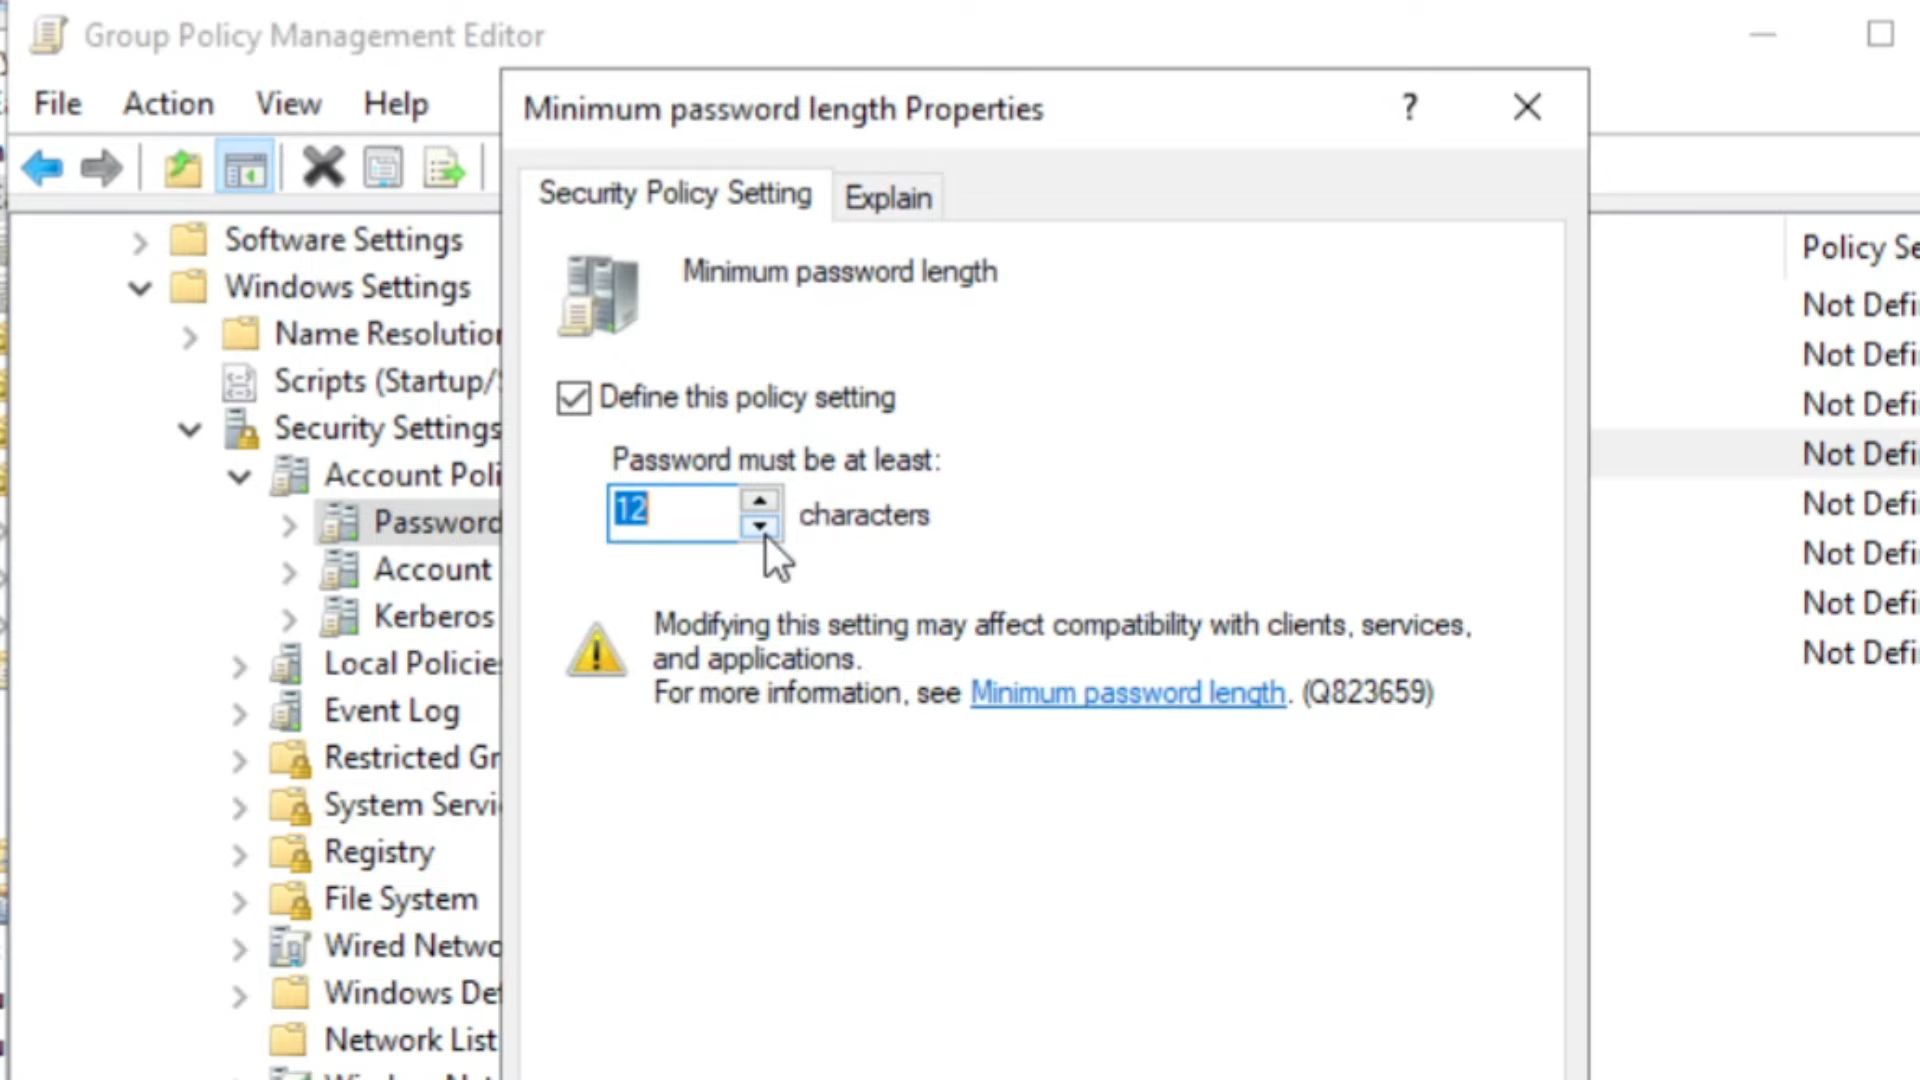 Group Policy Management Editor
File Action View Help
Minimum password length Properties
?
Security Policy Setting
Explain
Minimum password length
Define this policy setting
Password must be at least:
12
characters
Modifying this setting may affect compatibility with clients, services,
and applications.
For more information, see Minimum password length. (Q823659)
Software Settings
Windows Settings
Name Resolution
Scripts (Startup/
Security Settings
Account Poli
Password
Account
Kerberos
Local Policies
Event Log
Restricted Gr
System Servi
Registry
File System
Wired Netwo
Windows Def
Network List
Policy Se
Not Defi
Not Defi
Not Defi
Not Defi
Not Defi
Not Defi
Not Defi
Not Defi